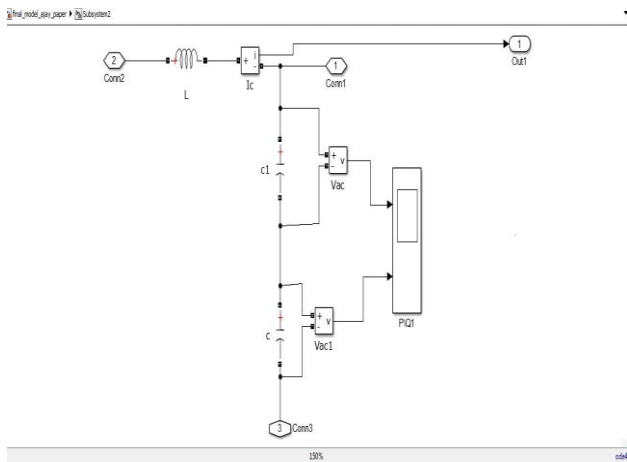 final_model_ajay_paper Subsystem2
2
Conn2
L
+ i -
Ic
1
Conn1
1
Out1
+
c1
+ - v
Vac
PIQ1
+
c
+ - v
Vac1
3 Conn3
150%
ode4